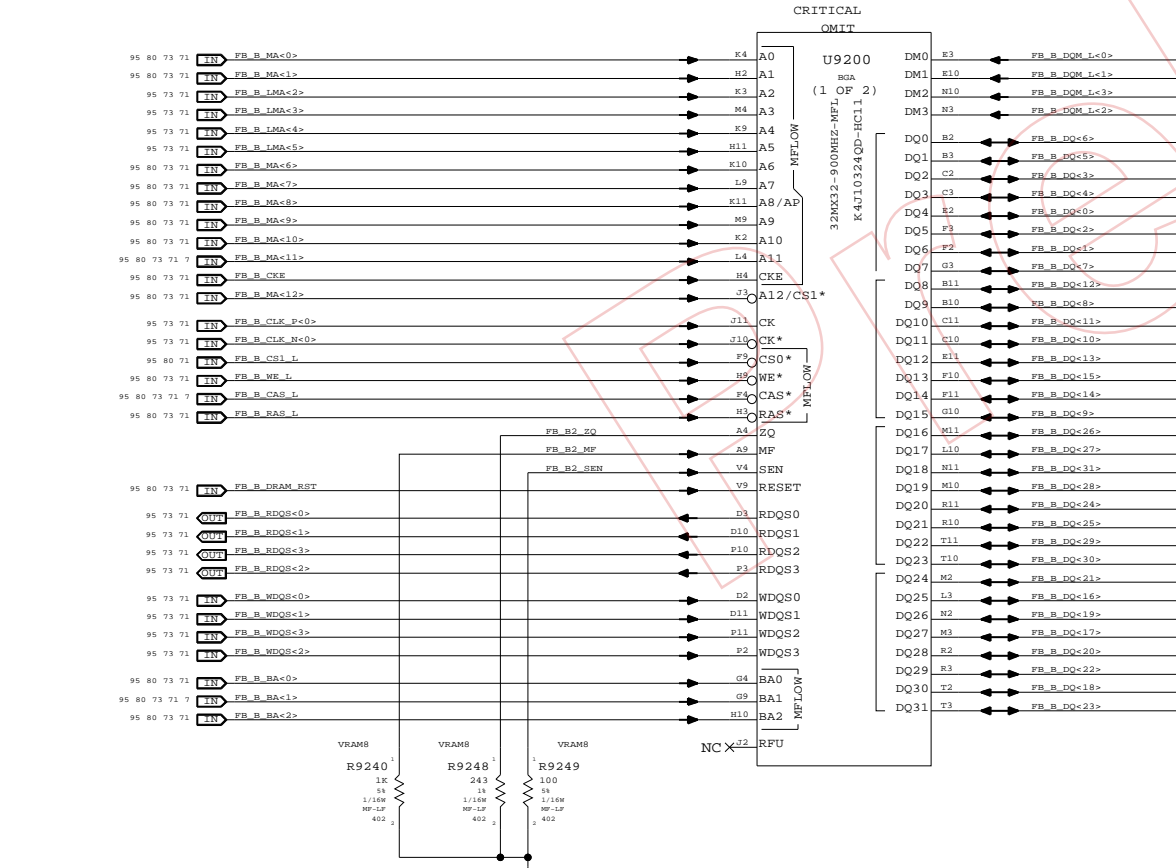 CRITICAL
OMIT
95 80 73 71 IN FB_B_MA<0> K4 A0 U9200 DM0 E3 FB_B_DQM_L<0>
95 80 73 71 IN FB_B_MA<1> H2 A1 BGA DM1 E10 FB_B_DQM_L<1>
95 73 71 IN FB_B_LMA<2> K3 A2 (1 OF 2) DM2 N10 FB_B_DQM_L<3>
95 73 71 IN FB_B_LMA<3> M4 A3 DM3 N3 FB_B_DQM_L<2>
95 73 71 IN FB_B_LMA<4> K9 A4 DQ0 B2 FB_B_DQ<6>
95 73 71 IN FB_B_LMA<5> H11 A5 DQ1 B3 FB_B_DQ<5>
95 80 73 71 IN FB_B_MA<6> K10 A6 DQ2 C2 FB_B_DQ<3>
95 80 73 71 IN FB_B_MA<7> L9 A7 DQ3 C3 FB_B_DQ<4>
95 80 73 71 IN FB_B_MA<8> K11 A8/AP DQ4 E2 FB_B_DQ<0>
95 80 73 71 IN FB_B_MA<9> M9 A9 DQ5 F3 FB_B_DQ<2>
95 80 73 71 IN FB_B_MA<10> K2 A10 DQ6 F2 FB_B_DQ<1>
95 80 73 71 7 IN FB_B_MA<11> L4 A11 DQ7 G3 FB_B_DQ<7>
95 80 73 71 IN FB_B_CKE H4 CKE DQ8 B11 FB_B_DQ<12>
95 80 73 71 IN FB_B_MA<12> J3 A12/CS1* DQ9 B10 FB_B_DQ<8>
MFLOW
32MX32-900MHZ-MFL
K4J10324QD-HC11
95 73 71 IN FB_B_CLK_P<0> J11 CK DQ10 C11 FB_B_DQ<11>
95 73 71 IN FB_B_CLK_N<0> J10 CK* DQ11 C10 FB_B_DQ<10>
95 80 71 IN FB_B_CS1_L F9 CS0* DQ12 E11 FB_B_DQ<13>
95 80 73 71 IN FB_B_WE_L H9 WE* DQ13 F10 FB_B_DQ<15>
95 80 73 71 7 IN FB_B_CAS_L F4 CAS* DQ14 F11 FB_B_DQ<14>
95 80 73 71 IN FB_B_RAS_L H3 RAS* DQ15 G10 FB_B_DQ<9>
MFLOW
FB_B2_ZQ A4 ZQ DQ16 M11 FB_B_DQ<26>
FB_B2_MF A9 MF DQ17 L10 FB_B_DQ<27>
FB_B2_SEN V4 SEN DQ18 N11 FB_B_DQ<31>
95 80 73 71 IN FB_B_DRAM_RST V9 RESET DQ19 M10 FB_B_DQ<28>
95 73 71 OUT FB_B_RDQS<0> D3 RDQS0 DQ20 R11 FB_B_DQ<24>
95 73 71 OUT FB_B_RDQS<1> D10 RDQS1 DQ21 R10 FB_B_DQ<25>
95 73 71 OUT FB_B_RDQS<3> P10 RDQS2 DQ22 T11 FB_B_DQ<29>
95 73 71 OUT FB_B_RDQS<2> P3 RDQS3 DQ23 T10 FB_B_DQ<30>
DQ24 M2 FB_B_DQ<21>
95 73 71 IN FB_B_WDQS<0> D2 WDQS0 DQ25 L3 FB_B_DQ<16>
95 73 71 IN FB_B_WDQS<1> D11 WDQS1 DQ26 N2 FB_B_DQ<19>
95 73 71 IN FB_B_WDQS<3> P11 WDQS2 DQ27 M3 FB_B_DQ<17>
95 73 71 IN FB_B_WDQS<2> P2 WDQS3 DQ28 R2 FB_B_DQ<20>
DQ29 R3 FB_B_DQ<22>
95 80 73 71 IN FB_B_BA<0> G4 BA0 DQ30 T2 FB_B_DQ<18>
95 80 73 71 7 IN FB_B_BA<1> G9 BA1 DQ31 T3 FB_B_DQ<23>
95 80 73 71 IN FB_B_BA<2> H10 BA2
MFLOW
NC J2 RFU
VRAM8 VRAM8 VRAM8
1 1 1
R9240 R9248 R9249
1K 243 100
5% 1% 5%
1/16W 1/16W 1/16W
MF-LF MF-LF MF-LF
402 402 402
2 2 2
Pre